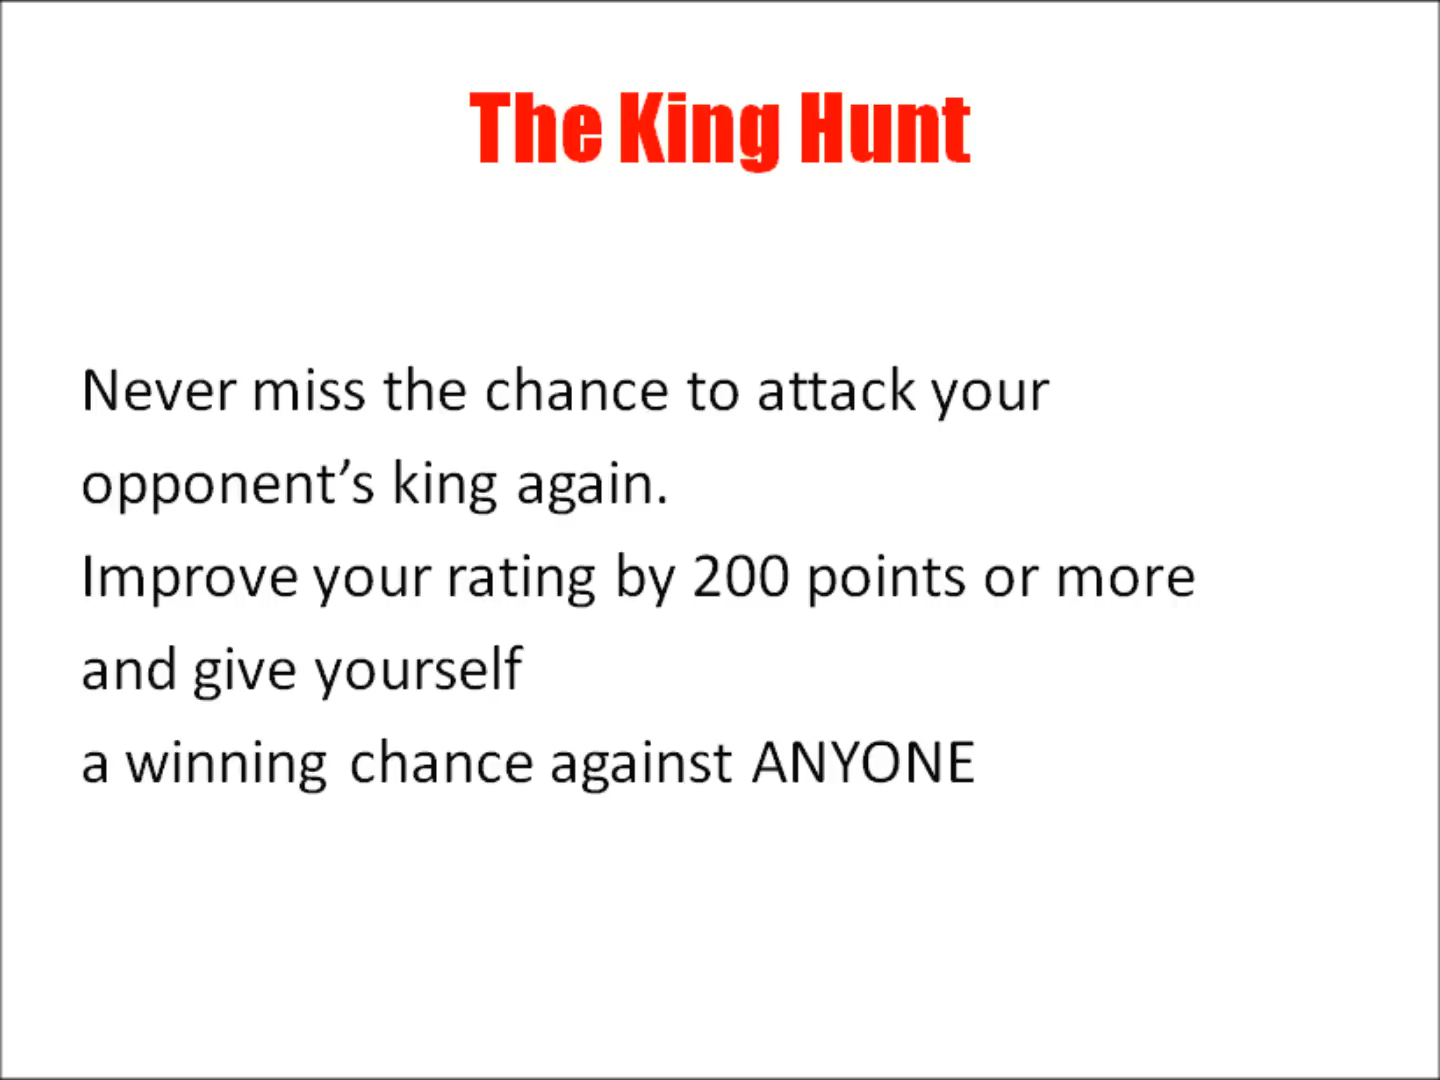 The King Hunt
Never miss the chance to attack your
opponent’s king again.
Improve your rating by 200 points or more
and give yourself
a winning chance against ANYONE